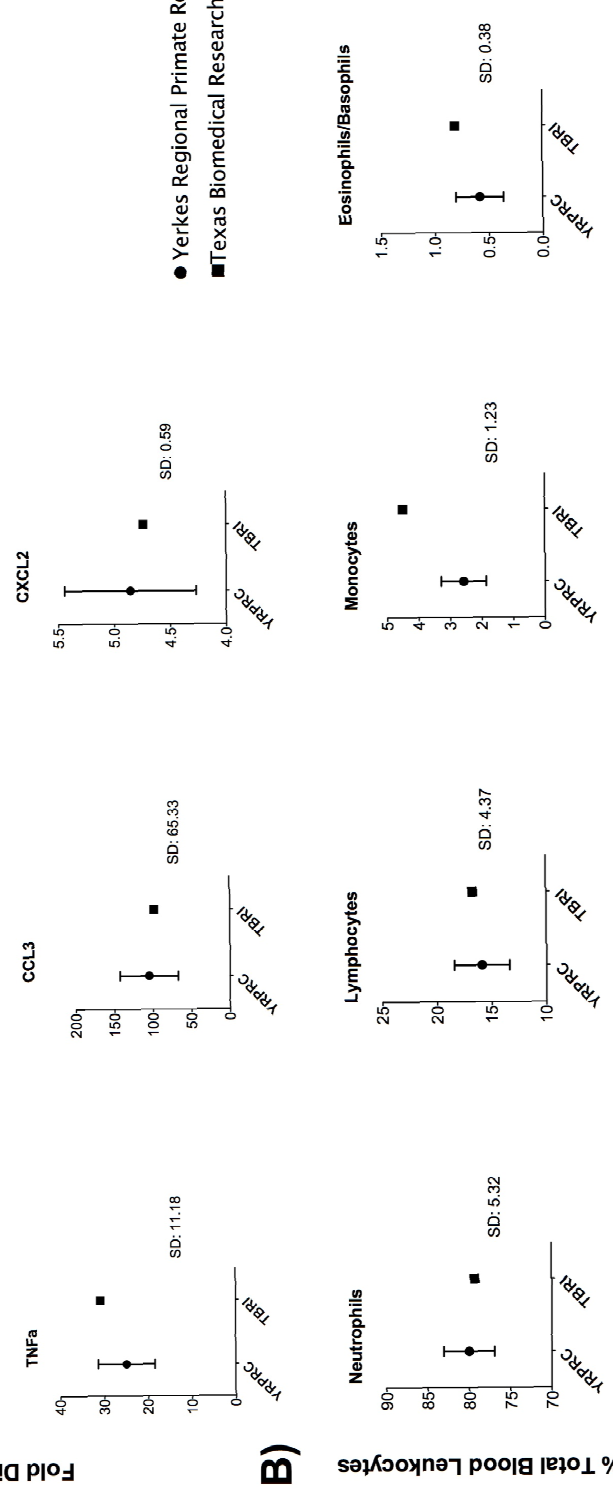 Fold Di
TNFa
40
30
20
10
0
YRPRC
TBRI
SD: 11.18
CCL3
200
150
100
50
0
YRPRC
TBRI
SD: 65.33
CXCL2
5.5
5.0
4.5
4.0
YRPRC
TBRI
SD: 0.59
Yerkes Regional Primate
Texas Biomedical Research
B)
% Total Blood Leukocytes
Neutrophils
90
85
80
75
70
YRPRC
TBRI
SD: 5.32
Lymphocytes
25
20
15
10
YRPRC
TBRI
SD: 4.37
Monocytes
5
4
3
2
1
0
YRPRC
TBRI
SD: 1.23
Eosinophils/Basophils
1.5
1.0
0.5
0.0
YRPRC
TBRI
SD: 0.38